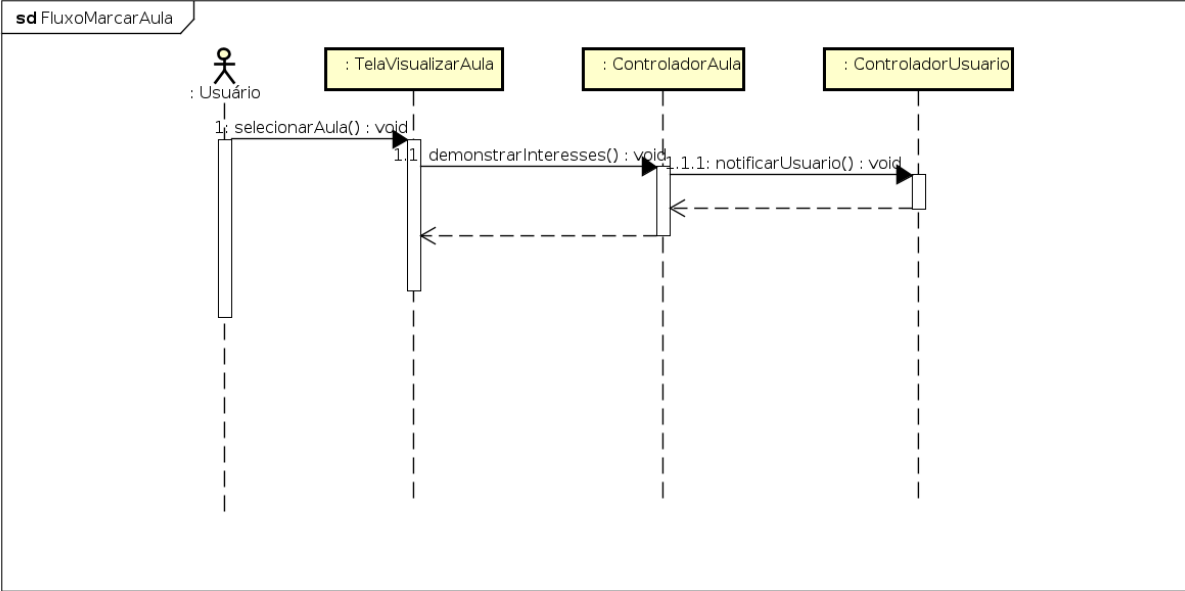 sd FluxoMarcarAula
: Usuário
: TelaVisualizarAula
: ControladorAula
: ControladorUsuario
1: selecionarAula() : void
1.1: demonstrarInteresses() : void
1.1.1: notificarUsuario() : void